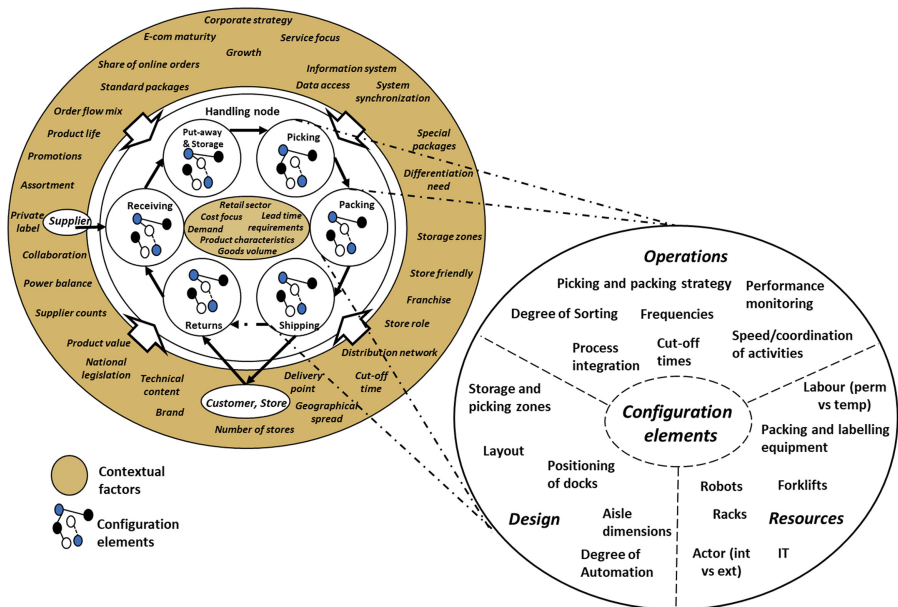 Corporate strategy
E-com maturity
Service focus
Growth
Share of online orders
Information system
Standard packages
Data access
System
synchronization
Order flow mix
Product life
Promotions
Assortment
Private
label
Supplier
Collaboration
Power balance
Supplier counts
Product value
National
legislation
Technical
content
Brand
Number of stores
Customer, Store
Delivery
point
Geographical
spread
Cut-off
time
Distribution network
Store role
Franchise
Store friendly
Storage zones
Differentiation
need
Special
packages
Handling node
Put-away
& Storage
Picking
Receiving
Packing
Returns
Shipping
Retail sector
Cost focus
Lead time
requirements
Demand
Product characteristics
Goods volume
Contextual
factors
Configuration
elements
Operations
Picking and packing strategy
Performance
monitoring
Degree of Sorting
Frequencies
Process
integration
Cut-off
times
Speed/coordination
of activities
Configuration
elements
Storage and
picking zones
Layout
Positioning
of docks
Design
Aisle
dimensions
Degree of
Automation
Labour (perm
vs temp)
Packing and labelling
equipment
Robots
Forklifts
Racks
Resources
Actor (int
vs ext)
IT